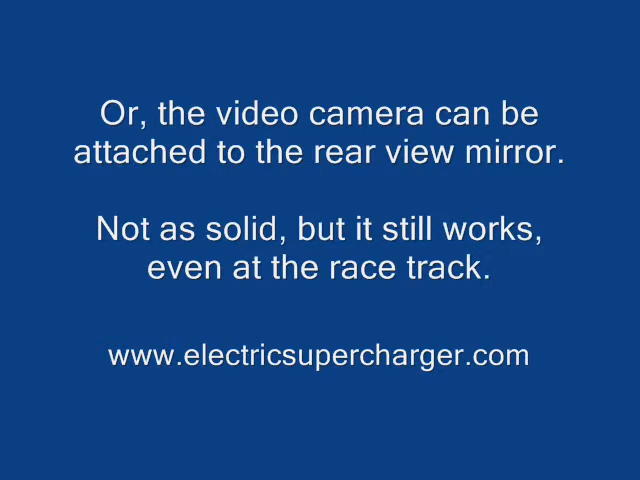 Or, the video camera can be
attached to the rear view mirror.
Not as solid, but it still works,
even at the race track.
www.electricsupercharger.com